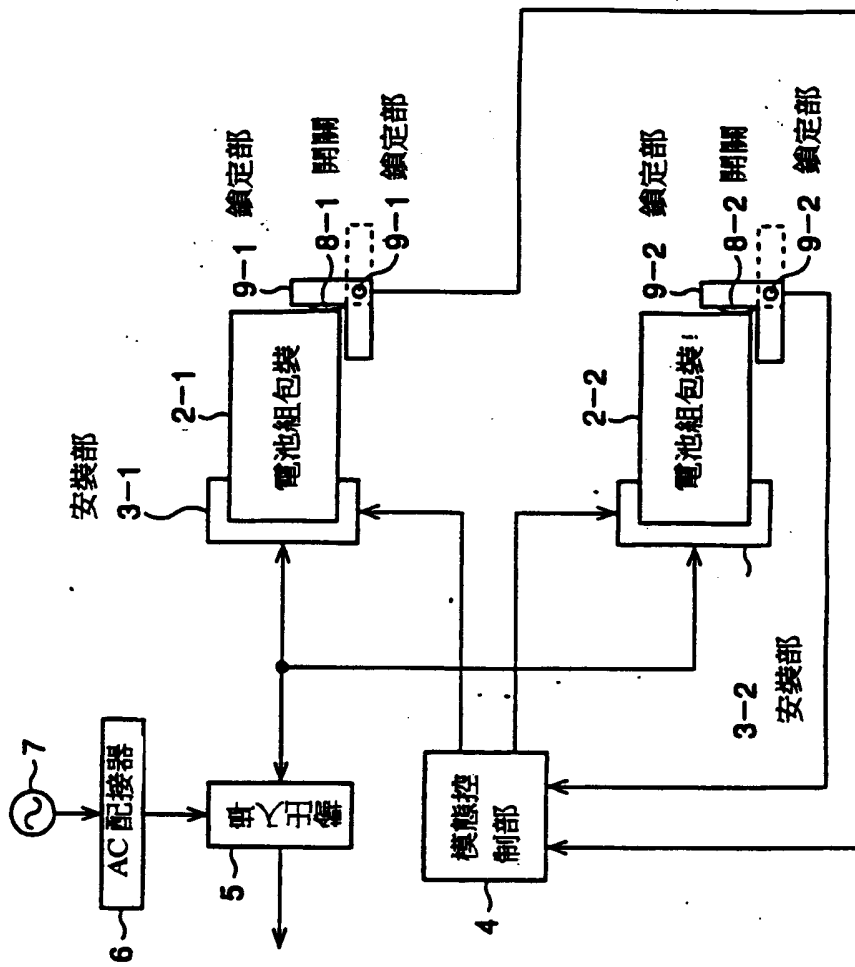 7
6
AC配接器
安裝部
3-1
2-1
電池組包裝
9-1 鎖定部
8-1 開關
9-1 鎖定部
5
入出
4
模態控
制部
2-2
電池組包裝
9-2 鎖定部
8-2 開關
9-2 鎖定部
3-2
安裝部